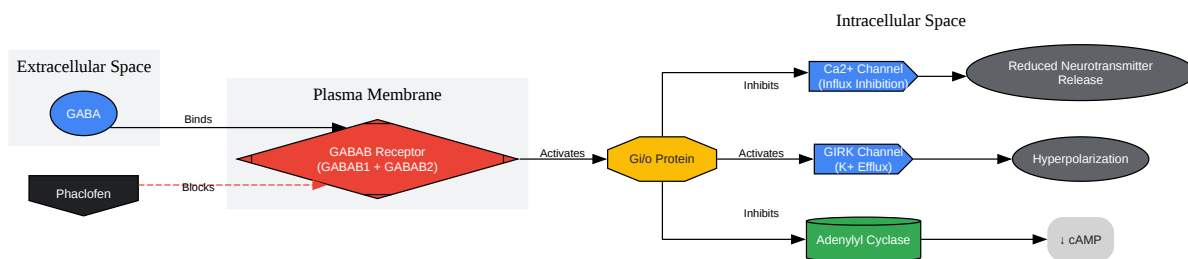 Intracellular Space
Extracellular Space
Plasma Membrane
GABA
Binds
GABAB Receptor
(GABAB1 + GABAB2)
Phaclofen
Blocks
Activates
Gi/o Protein
Inhibits
Ca2+ Channel
(Influx Inhibition)
Reduced Neurotransmitter
Release
Activates
GIRK Channel
(K+ Efflux)
Hyperpolarization
Inhibits
Adenylyl Cyclase
↓ cAMP